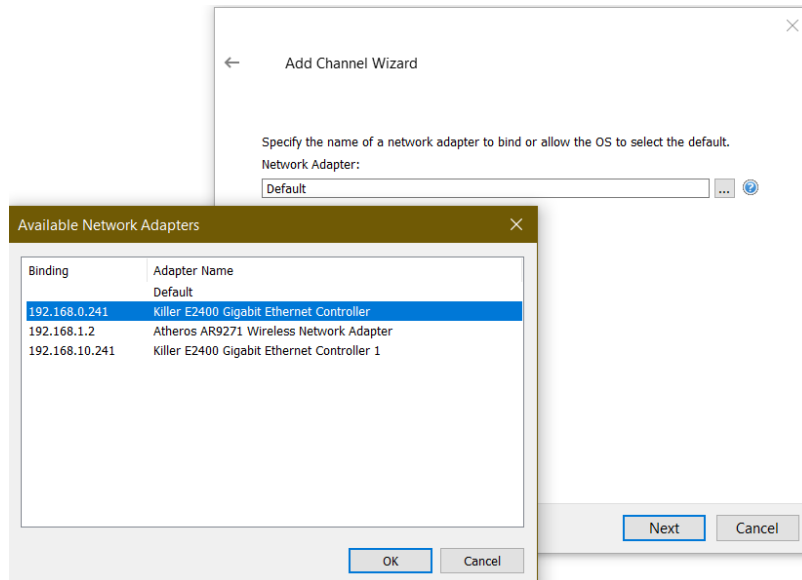 Add Channel Wizard
Specify the name of a network adapter to bind or allow the OS to select the default.
Network Adapter:
Default
...
?
Available Network Adapters
Binding Adapter Name
Default
192.168.0.241 Killer E2400 Gigabit Ethernet Controller
192.168.1.2 Atheros AR9271 Wireless Network Adapter
192.168.10.241 Killer E2400 Gigabit Ethernet Controller 1
Next Cancel
OK Cancel